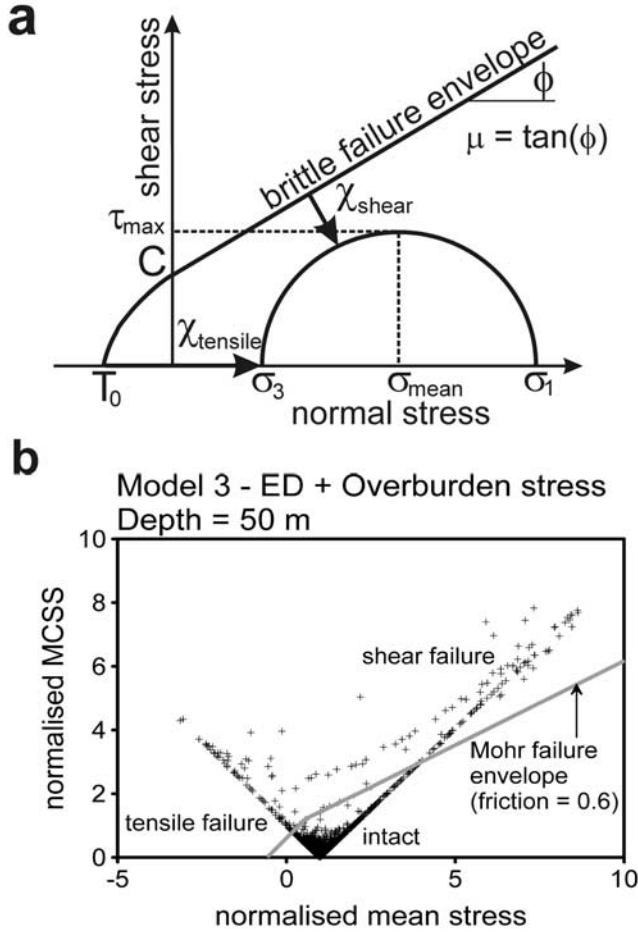 a
shear stress
brittle failure envelope
ϕ
μ = tan(ϕ)
τmax
χshear
C
χtensile
T0
σ3
σmean
σ1
normal stress
b
Model 3 - ED + Overburden stress
Depth = 50 m
10
8
6
4
2
0
normalised MCSS
shear failure
Mohr failure
envelope
(friction = 0.6)
tensile failure
intact
-5
0
5
10
normalised mean stress